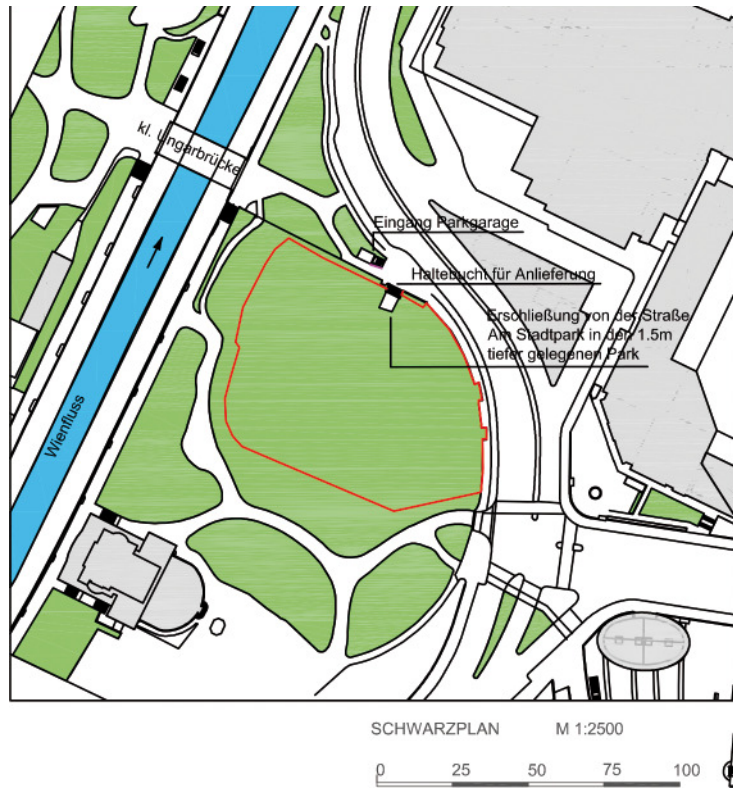 kl. Ungarbrücke
Eingang Parkgarage
Haltebucht für Anlieferung
Erschließung von der Straße
Am Stadtpark in den 1.5m
tiefer gelegenen Park
Wienfluss
SCHWARZPLAN M 1:2500
0 25 50 75 100